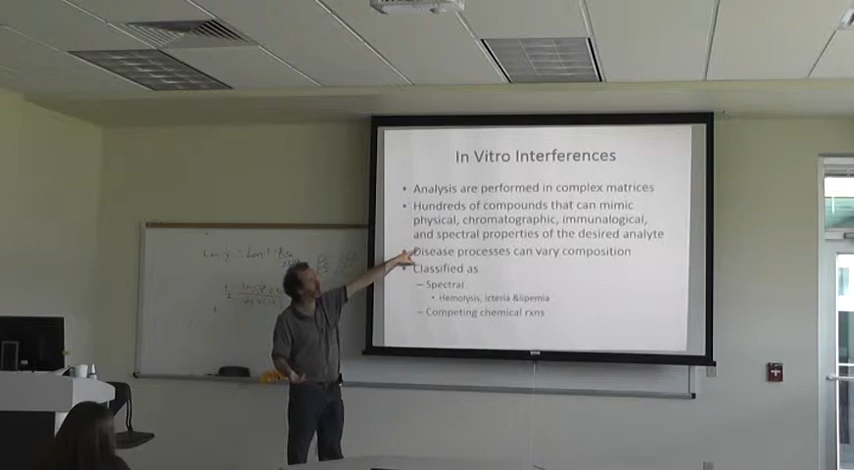 In Vitro Interferences
• Analysis are performed in complex matrices
• Hundreds of compounds that can mimic
physical, chromatographic, immunalogical,
and spectral properties of the desired analyte
• Disease processes can vary composition
• Classified as
– Spectral
• Hemolysis, icteria &lipemia
– Competing chemical rxns